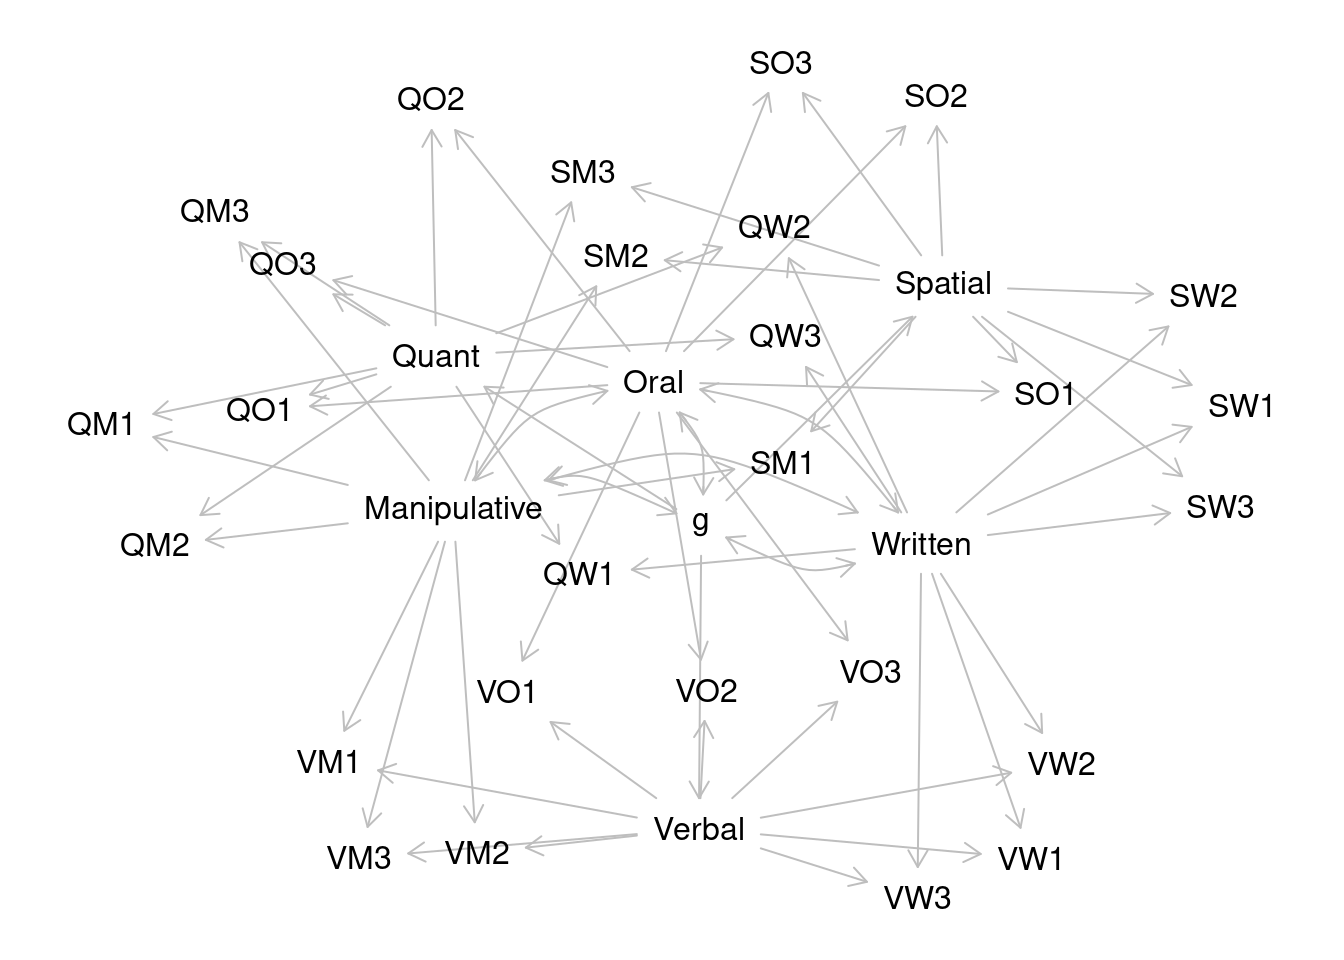 SO3
SO2
QO2
SM3
QM3
QW2
SM2
QO3
Spatial
SW2
QW3
Quant
Oral
SO1
SW1
QO1
QM1
SM1
SW3
Manipulative
g
Written
QM2
QW1
VO3
VO2
VO1
VM1
VW2
Verbal
VM2
VM3
VW1
VW3